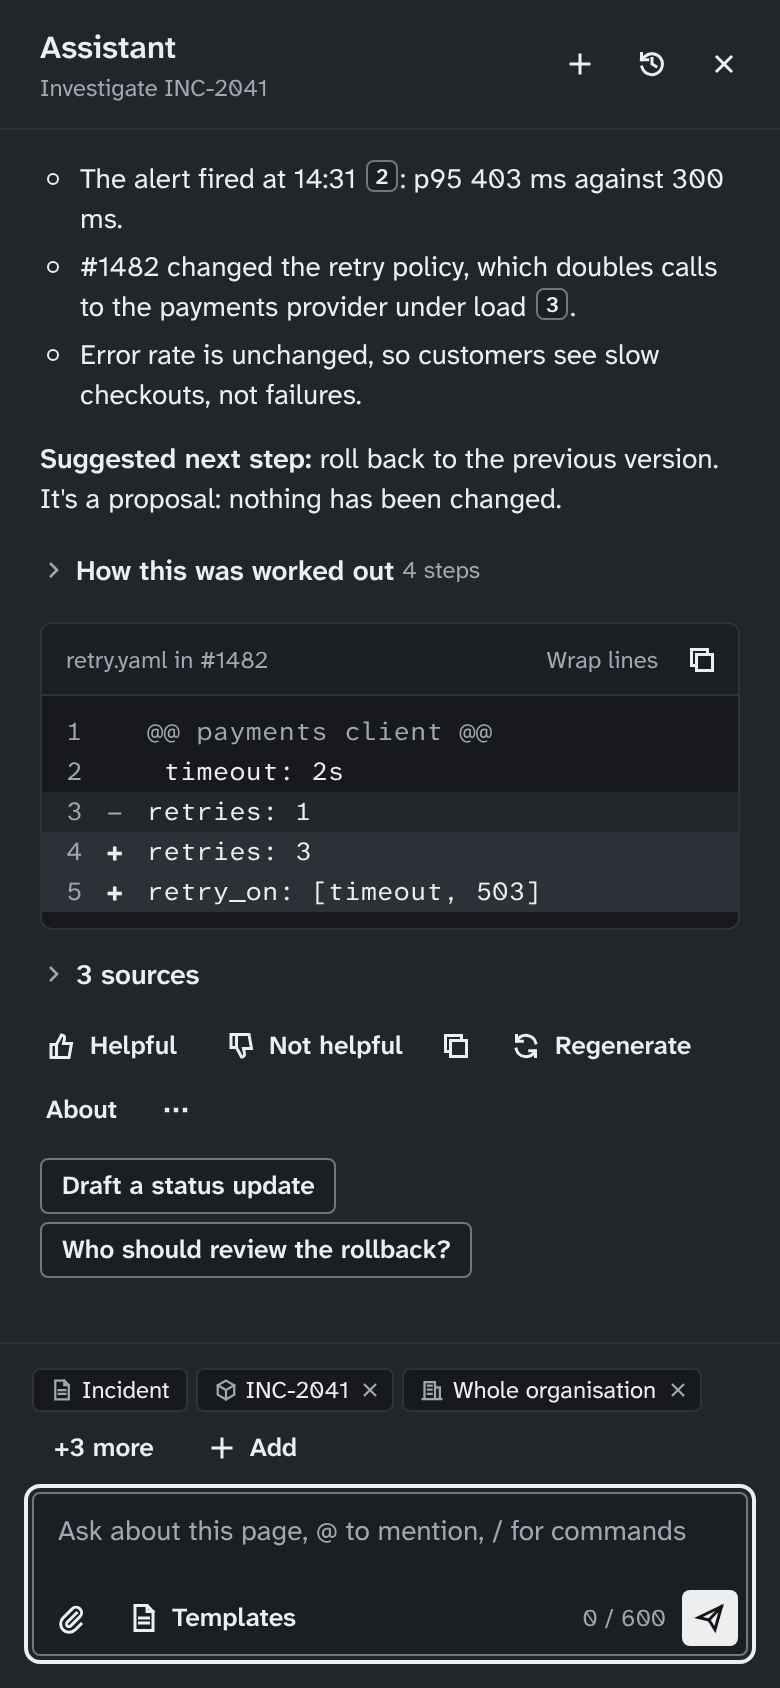 Assistant
Investigate INC-2041
The alert fired at 14:31 2: p95 403 ms against 300
ms.
#1482 changed the retry policy, which doubles calls
to the payments provider under load 3.
Error rate is unchanged, so customers see slow
checkouts, not failures.
Suggested next step: roll back to the previous version.
It's a proposal: nothing has been changed.
How this was worked out 4 steps
retry.yaml in #1482 Wrap lines
1 @@ payments client @@
2 timeout: 2s
3 − retries: 1
4 + retries: 3
5 + retry_on: [timeout, 503]
3 sources
Helpful Not helpful Regenerate
About ...
Draft a status update
Who should review the rollback?
Incident INC-2041 Whole organisation
+3 more Add
Ask about this page, @ to mention, / for commands
Templates 0 / 600